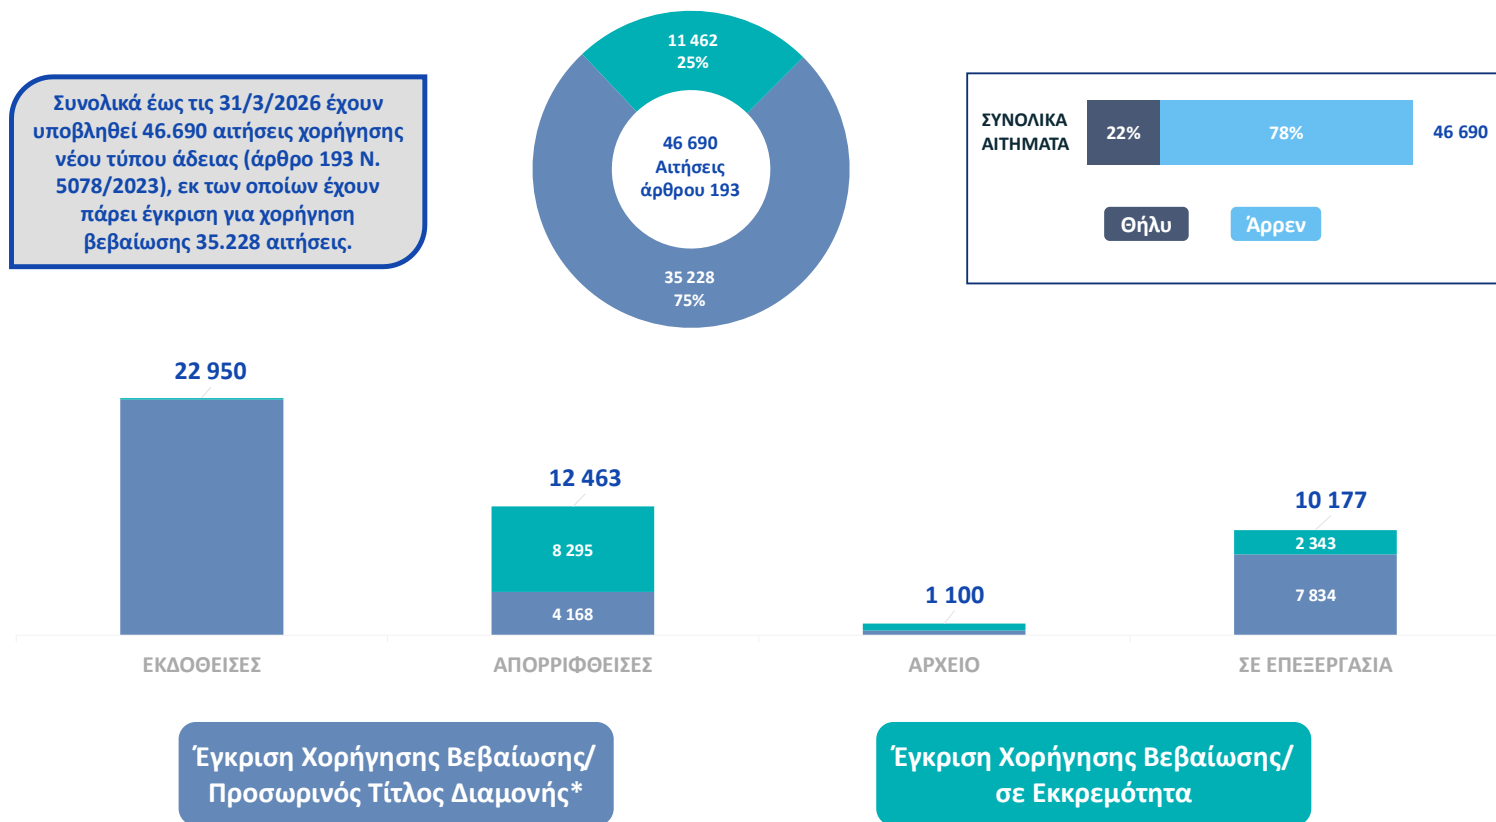 Συνολικά έως τις 31/3/2026 έχουν
υποβληθεί 46.690 αιτήσεις χορήγησης
νέου τύπου άδειας (άρθρο 193 Ν.
5078/2023), εκ των οποίων έχουν
πάρει έγκριση για χορήγηση
βεβαίωσης 35.228 αιτήσεις.
11 462
25%
46 690
Αιτήσεις
άρθρου 193
35 228
75%
ΣΥΝΟΛΙΚΑ
ΑΙΤΗΜΑΤΑ
22%
78%
46 690
Θήλυ
Άρρεν
22 950
12 463
8 295
4 168
1 100
10 177
2 343
7 834
ΕΚΔΟΘΕΙΣΕΣ
ΑΠΟΡΡΙΦΘΕΙΣΕΣ
ΑΡΧΕΙΟ
ΣΕ ΕΠΕΞΕΡΓΑΣΙΑ
Έγκριση Χορήγησης Βεβαίωσης/
Προσωρινός Τίτλος Διαμονής*
Έγκριση Χορήγησης Βεβαίωσης/
σε Εκκρεμότητα